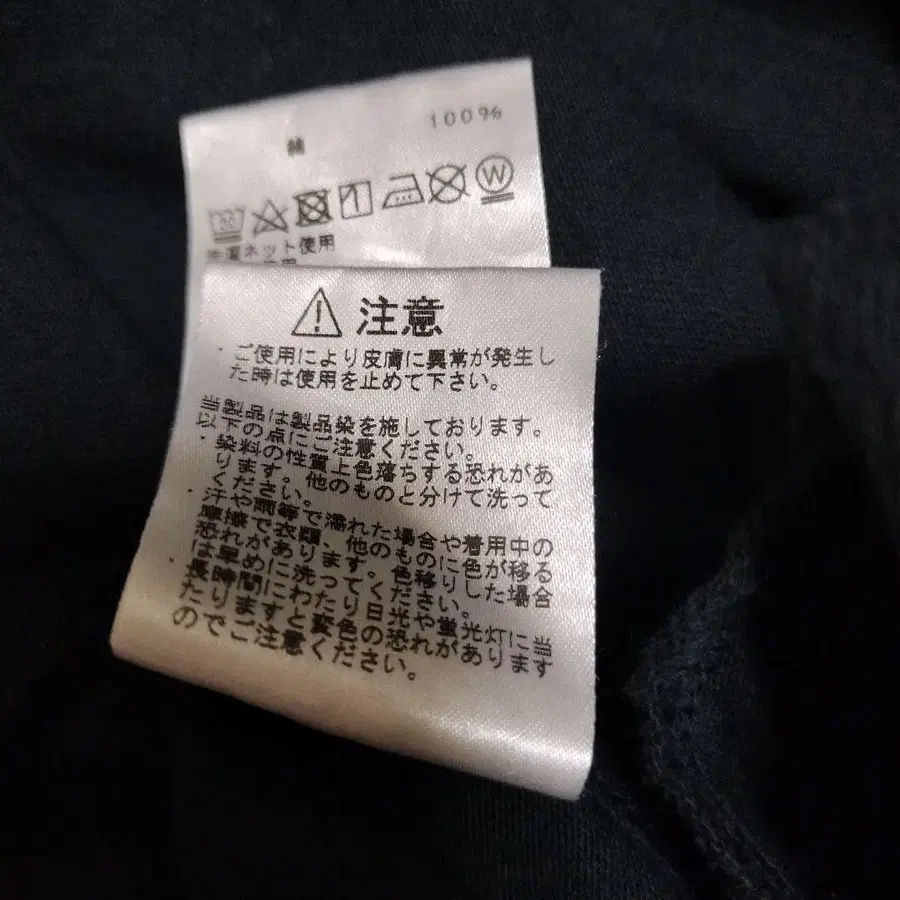 綿 100%
30
W
洗濯ネット使用
注意
・ご使用により皮膚に異常が発生し
た時は使用を止めて下さい。
当製品は製品染を施しております。
以下の点にご注意ください。
・染料の性質上色落ちする恐れがあ
ります。他のものと分けて洗って
ください。
・汗や雨等で濡れた場合や着用中の
摩擦で衣類、他のものに色が移る
恐れがあります。色移りした場合
は早めに洗ってください。
・長時間にわたり日光や蛍光灯に当
たりますと変色の恐れがあります
のでご注意ください。